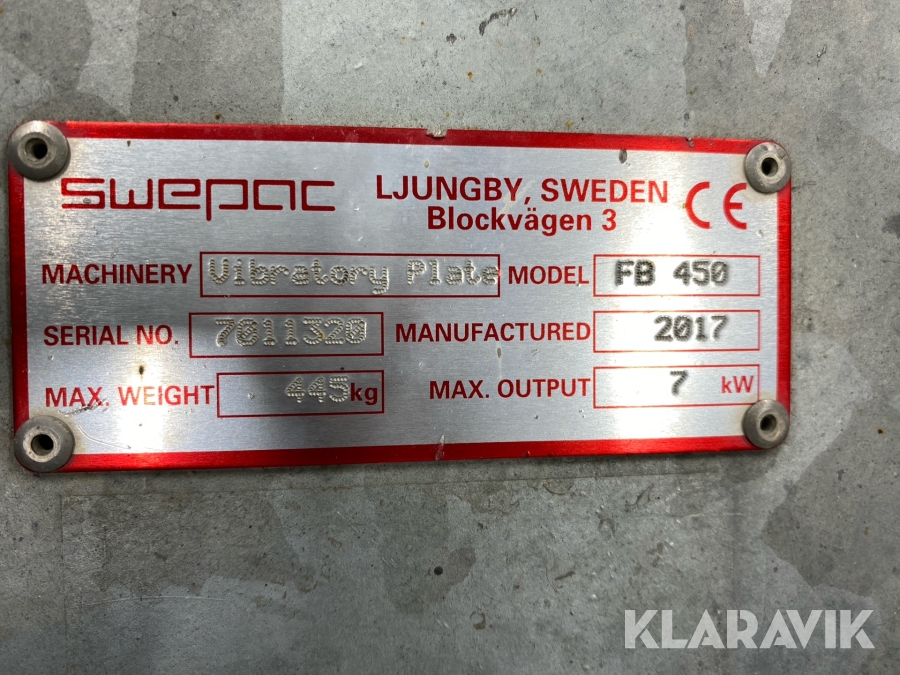 swepac LJUNGBY, SWEDEN CE
Blockvägen 3
MACHINERY Vibratory Plate MODEL FB 450
SERIAL NO. 7011320 MANUFACTURED 2017
MAX. WEIGHT 445kg MAX. OUTPUT 7 kW
KLARAVIK